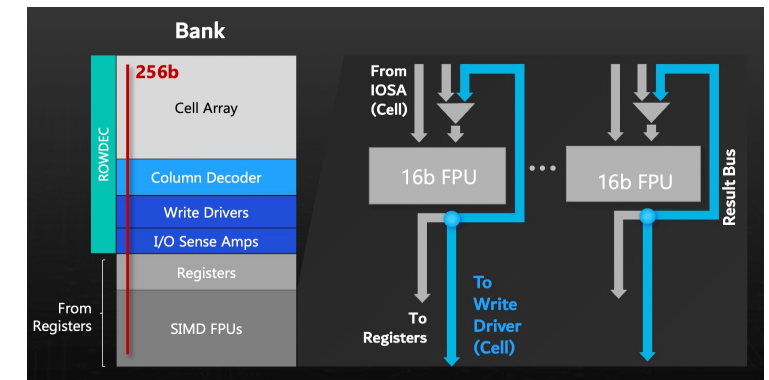 Bank
256b
ROWDEC
Cell Array
Column Decoder
Write Drivers
I/O Sense Amps
Registers
SIMD FPUs
From
Registers
From
IOSA
(Cell)
16b FPU
...
16b FPU
Result Bus
To
Registers
To
Write
Driver
(Cell)